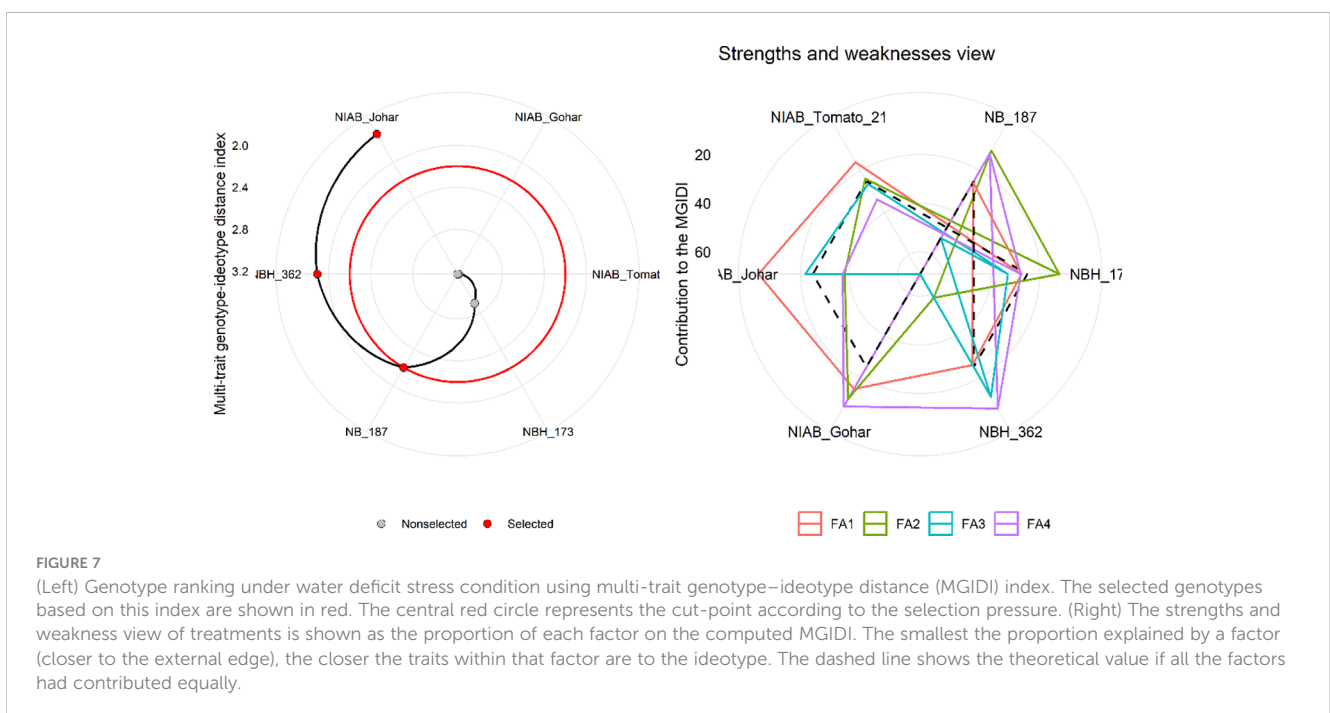 Strengths and weaknesses view
NIAB_Johar
NIAB_Gohar
NIAB_Tomat
NBH_173
NB_187
NBH_362
Multi-trait genotype-ideotype distance index
2.0
2.4
2.8
3.2
Nonselected
Selected
NIAB_Tomato_21
NB_187
NBH_17
NBH_362
NIAB_Gohar
AB_Johar
Contribution to the MGIDI
20
40
60
FA1
FA2
FA3
FA4
FIGURE 7
(Left) Genotype ranking under water deficit stress condition using multi-trait genotype–ideotype distance (MGIDI) index. The selected genotypes
based on this index are shown in red. The central red circle represents the cut-point according to the selection pressure. (Right) The strengths and
weakness view of treatments is shown as the proportion of each factor on the computed MGIDI. The smallest the proportion explained by a factor
(closer to the external edge), the closer the traits within that factor are to the ideotype. The dashed line shows the theoretical value if all the factors
had contributed equally.